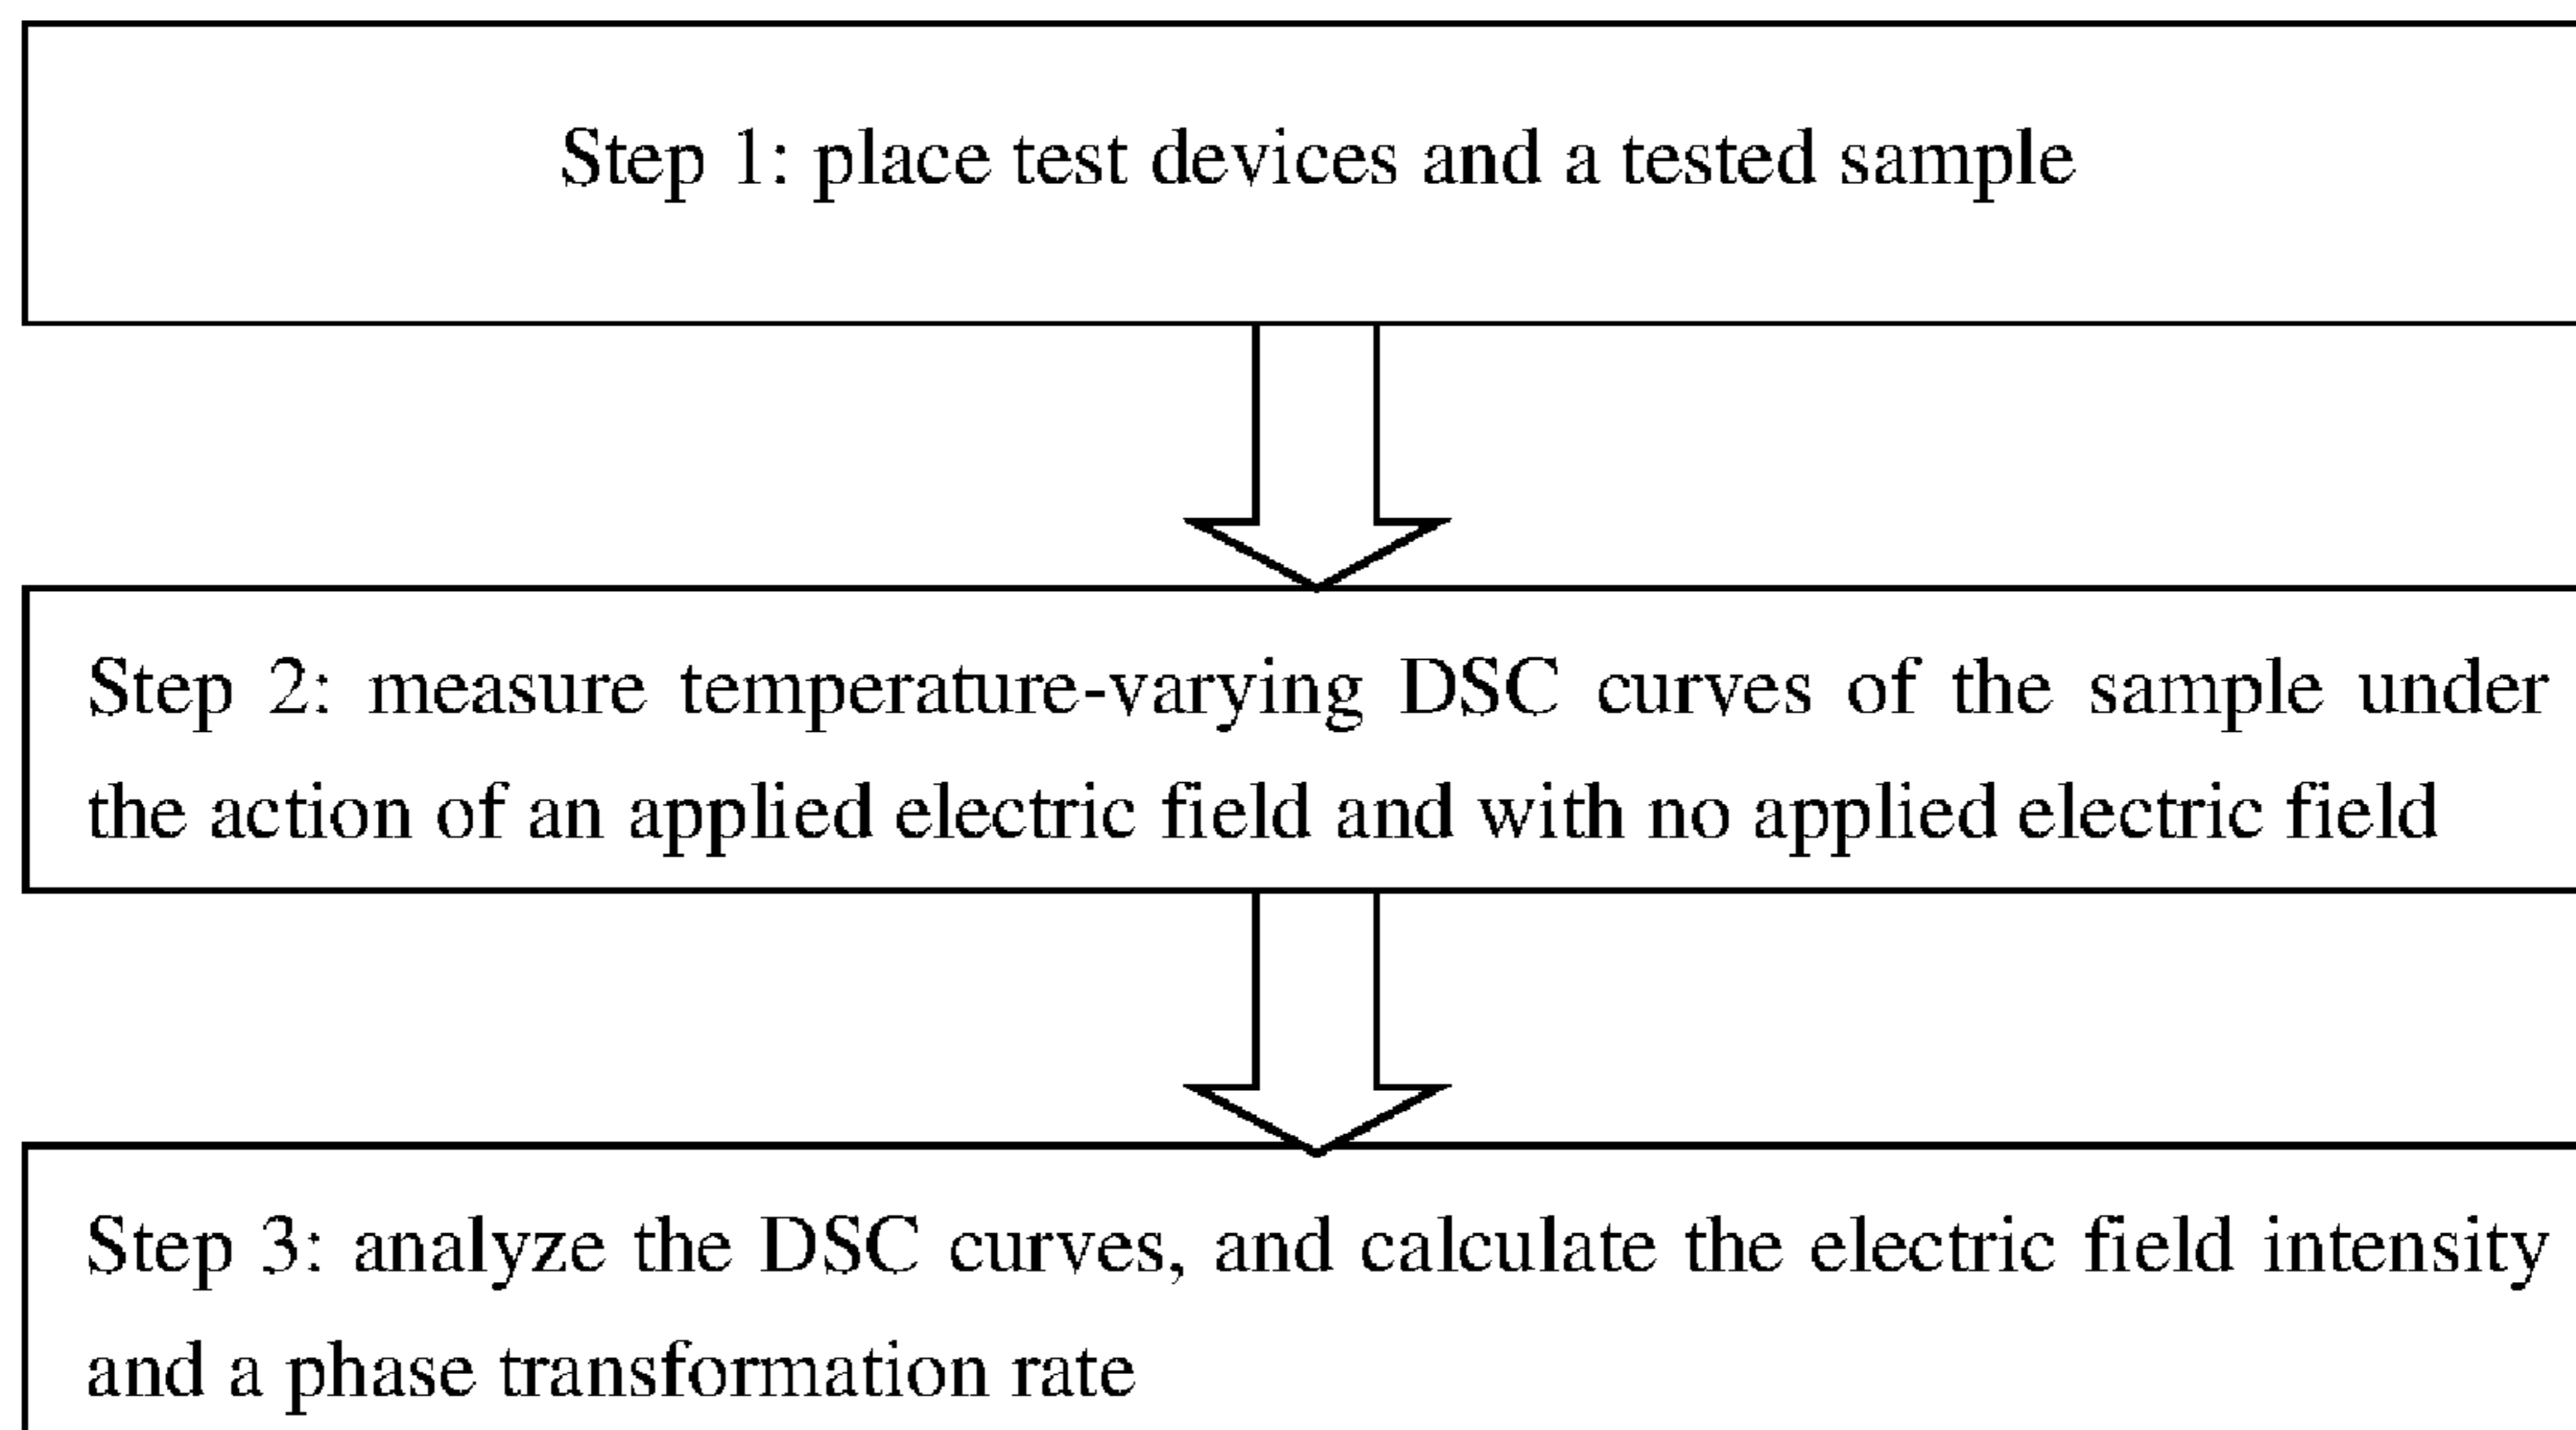 Step 1: place test devices and a tested sample
Step 2: measure temperature-varying DSC curves of the sample under
the action of an applied electric field and with no applied electric field
Step 3: analyze the DSC curves, and calculate the electric field intensity
and a phase transformation rate